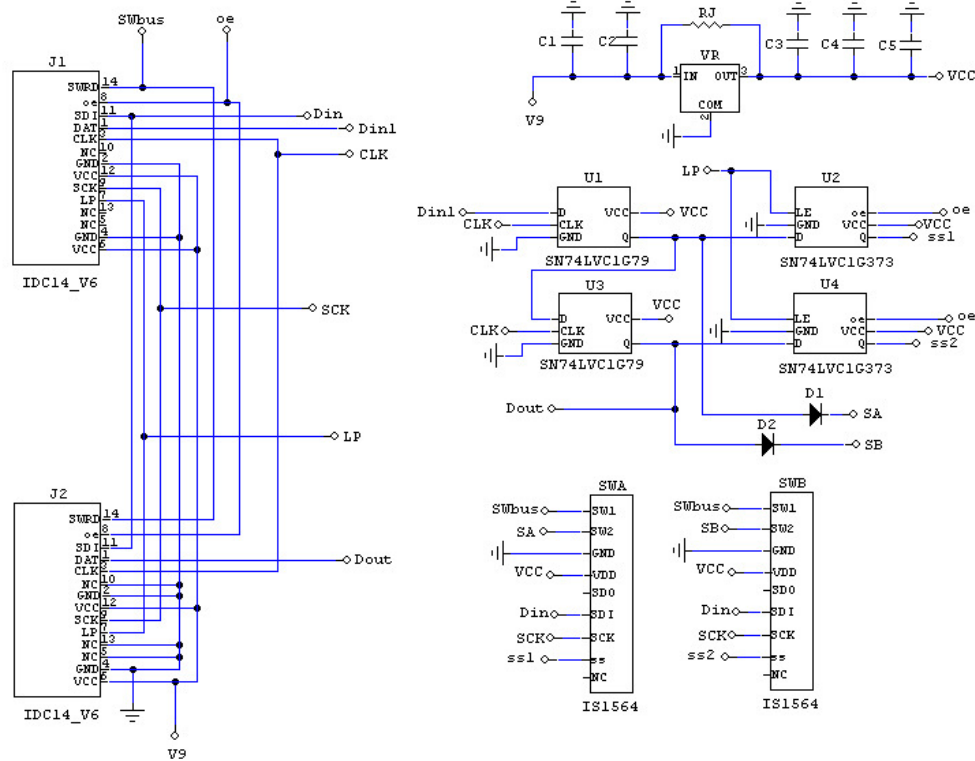 SWbus
oe
J1
SWRD 14
oe 8
SDI 11
DAT 1
CLK 3
NC 10
GND 2
VCC 12
SCK 9
LP 7
NC 13
NC 5
GND 4
VCC 6
IDC14_V6
Din
Din1
CLK
SCK
LP
J2
SWRD 14
oe 8
SDI 11
DAT 1
CLK 3
NC 10
GND 2
VCC 12
SCK 9
LP 7
NC 13
NC 5
GND 4
VCC 6
IDC14_V6
Dout
V9
C1
C2
RJ
VR
1 IN OUT 3
COM
2
C3
C4
C5
VCC
V9
LP
U1
Din1 D VCC VCC
CLK CLK
GND Q
SN74LVC1G79
U2
LE oe oe
GND VCC VCC
D Q ss1
SN74LVC1G373
U3
D VCC VCC
CLK CLK
GND Q
SN74LVC1G79
U4
LE oe oe
GND VCC VCC
D Q ss2
SN74LVC1G373
Dout
D1
SA
D2
SB
SWA
SWbus SW1
SA SW2
GND
VCC VDD
SDO
Din SDI
SCK SCK
ss1 ss
NC
IS1564
SWB
SWbus SW1
SB SW2
GND
VCC VDD
SDO
Din SDI
SCK SCK
ss2 ss
NC
IS1564